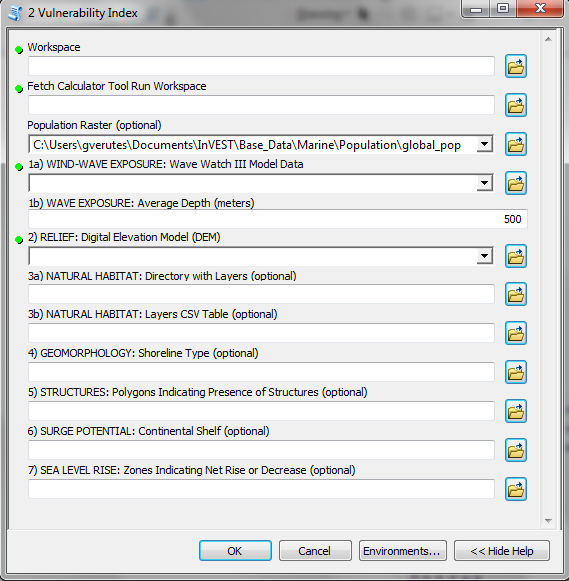 2 Vulnerability Index
Workspace
Fetch Calculator Tool Run Workspace
Population Raster (optional)
C:\Users\gverutes\Documents\InVEST\Base_Data\Marine\Population\global_pop
1a) WIND-WAVE EXPOSURE: Wave Watch III Model Data
1b) WAVE EXPOSURE: Average Depth (meters)
500
2) RELIEF: Digital Elevation Model (DEM)
3a) NATURAL HABITAT: Directory with Layers (optional)
3b) NATURAL HABITAT: Layers CSV Table (optional)
4) GEOMORPHOLOGY: Shoreline Type (optional)
5) STRUCTURES: Polygons Indicating Presence of Structures (optional)
6) SURGE POTENTIAL: Continental Shelf (optional)
7) SEA LEVEL RISE: Zones Indicating Net Rise or Decrease (optional)
OK Cancel Environments... << Hide Help